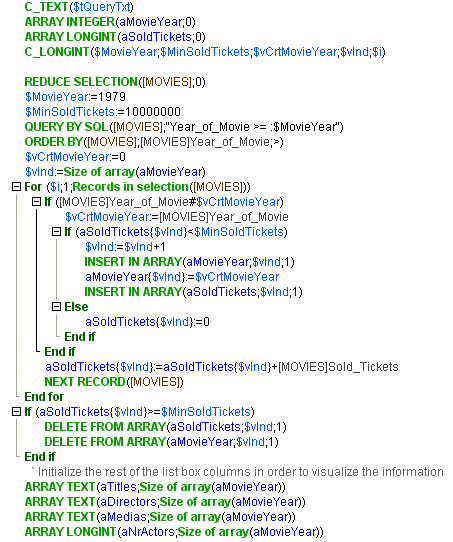 C_TEXT($tQueryTxt)
ARRAY INTEGER(aMovieYear;0)
ARRAY LONGINT(aSoldTickets;0)
C_LONGINT($MovieYear;$MinSoldTickets;$vCrtMovieYear;$vInd;$i)
REDUCE SELECTION([MOVIES];0)
$MovieYear:=1979
$MinSoldTickets:=10000000
QUERY BY SQL([MOVIES];"Year_of_Movie >= :$MovieYear")
ORDER BY([MOVIES];[MOVIES]Year_of_Movie;>)
$vCrtMovieYear:=0
$vInd:=Size of array(aMovieYear)
For ($i;1;Records in selection([MOVIES]))
If ([MOVIES]Year_of_Movie#$vCrtMovieYear)
$vCrtMovieYear:=[MOVIES]Year_of_Movie
If (aSoldTickets{$vInd}<$MinSoldTickets)
$vInd:=$vInd+1
INSERT IN ARRAY(aMovieYear;$vInd;1)
aMovieYear{$vInd}:=$vCrtMovieYear
INSERT IN ARRAY(aSoldTickets;$vInd;1)
Else
aSoldTickets{$vInd}:=0
End if
End if
aSoldTickets{$vInd}:=aSoldTickets{$vInd}+[MOVIES]Sold_Tickets
NEXT RECORD([MOVIES])
End for
If (aSoldTickets{$vInd}>=$MinSoldTickets)
DELETE FROM ARRAY(aSoldTickets;$vInd;1)
DELETE FROM ARRAY(aMovieYear;$vInd;1)
End if
` Initialize the rest of the list box columns in order to visualize the information
ARRAY TEXT(aTitles;Size of array(aMovieYear))
ARRAY TEXT(aDirectors;Size of array(aMovieYear))
ARRAY TEXT(aMedias;Size of array(aMovieYear))
ARRAY LONGINT(aNrActors;Size of array(aMovieYear))